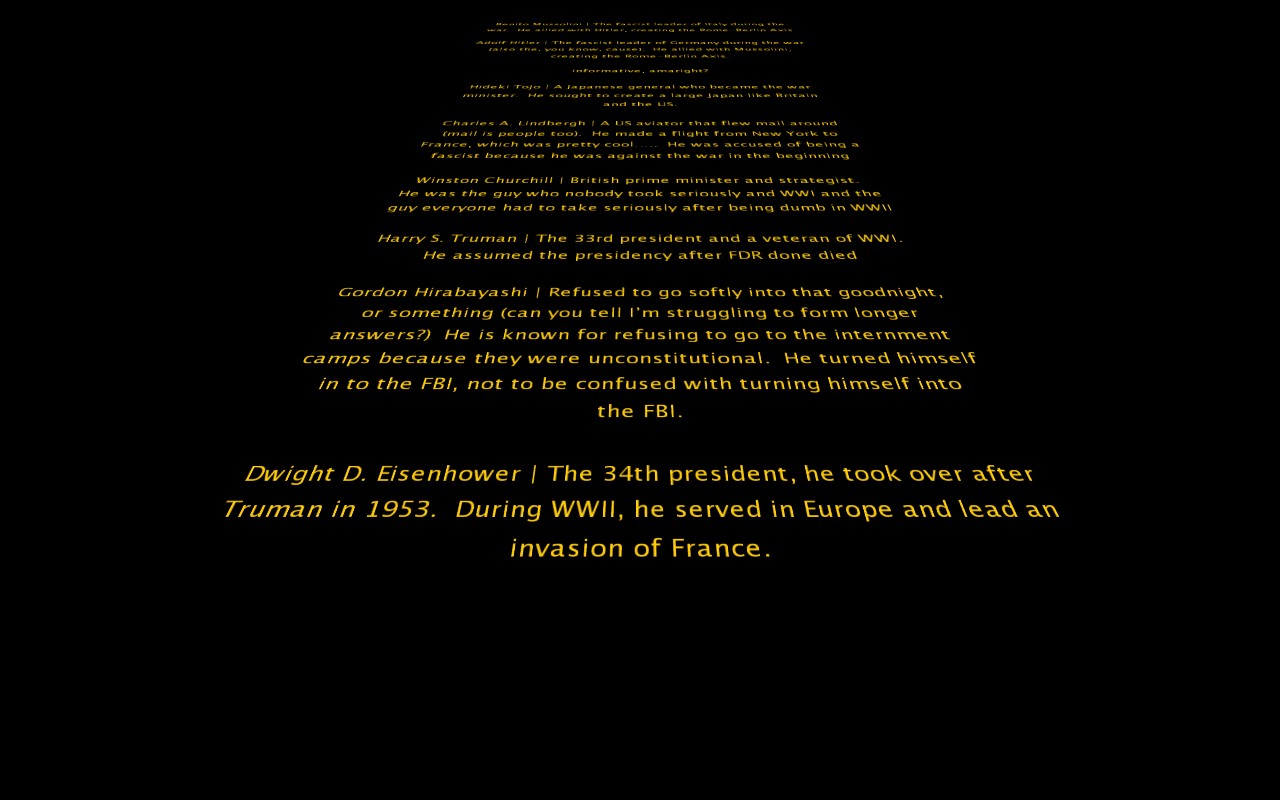 Benito Mussolini | The fascist leader of Italy during the
war. He allied with Hitler, creating the Rome-Berlin Axis
Adolf Hitler | The fascist leader of Germany during the war
(also the, you know, cause). He allied with Mussolini,
creating the Rome-Berlin Axis
informative, amaright?
Hideki Tojo | A Japanese general who became the war
minister. He sought to create a large Japan like Britain
and the US.
Charles A. Lindbergh | A US aviator that flew mail around
(mail is people too). He made a flight from New York to
France, which was pretty cool..... He was accused of being a
fascist because he was against the war in the beginning
Winston Churchill | British prime minister and strategist.
He was the guy who nobody took seriously and WWI and the
guy everyone had to take seriously after being dumb in WWII
Harry S. Truman | The 33rd president and a veteran of WWI.
He assumed the presidency after FDR done died
Gordon Hirabayashi | Refused to go softly into that goodnight,
or something (can you tell I'm struggling to form longer
answers?) He is known for refusing to go to the internment
camps because they were unconstitutional. He turned himself
in to the FBI, not to be confused with turning himself into
the FBI.
Dwight D. Eisenhower | The 34th president, he took over after
Truman in 1953. During WWII, he served in Europe and lead an
invasion of France.